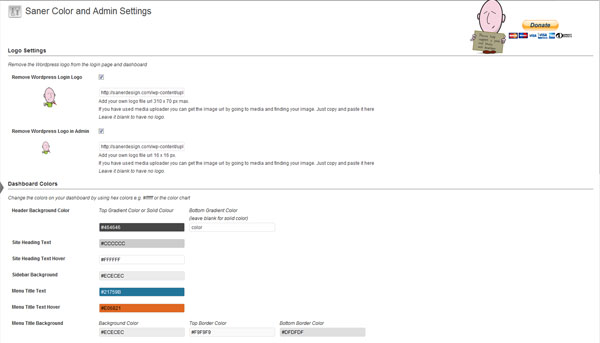 Saner Color and Admin Settings
Donate
Logo Settings
Remove the Wordpress logo from the login page and dashboard
Remove Wordpress Login Logo
http://sanerdesign.com/wp-content/upl
Add your own logo file url 310 x 70 px max.
If you have used media uploader you can get the image url by going to media and finding your image. Just copy and paste it here
Leave it blank to have no logo.
Remove Wordpress Logo in Admin
http://sanerdesign.com/wp-content/upl
Add your own logo file url 16 x 16 px.
If you have used media uploader you can get the image url by going to media and finding your image. Just copy and paste it here
Leave it blank to have no logo.
Dashboard Colors
Change the colors on your dashboard by using hex colors e.g. #ffffff or the color chart
Header Background Color
Top Gradient Color or Solid Colour
Bottom Gradient Color
(leave blank for solid color)
#464646
color
Site Heading Text
#CCCCCC
Site Heading Text Hover
#FFFFFF
Sidebar Background
#ECECEC
Menu Title Text
#21759B
Menu Title Text Hover
Menu Title Background
Background Color
Top Border Color
Bottom Border Color
#ECECEC
#F9F9F9
#DFDFDF